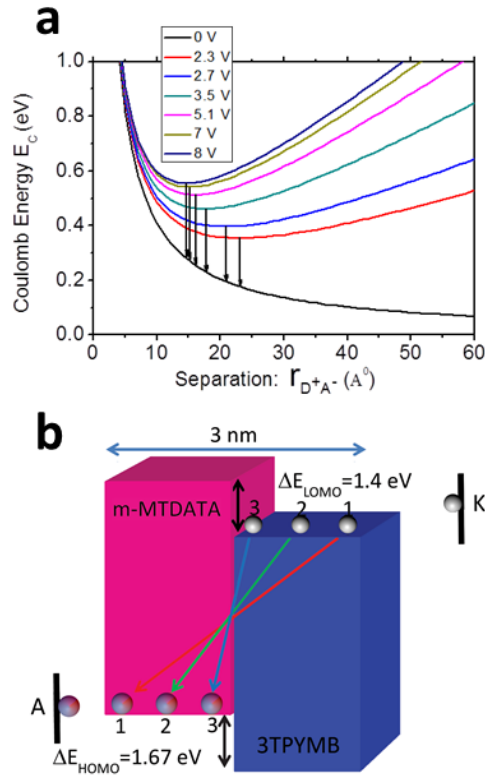 a
0 V
2.3 V
2.7 V
3.5 V
5.1 V
7 V
8 V
Coulomb Energy E_C (eV)
1.0
0.8
0.6
0.4
0.2
0.0
0 10 20 30 40 50 60
Separation: r_D⁺A⁻ (A⁰)
b
3 nm
ΔE_LOMO=1.4 eV
m-MTDATA
3 2 1
K
A
1 2 3
ΔE_HOMO=1.67 eV
3TPYMB